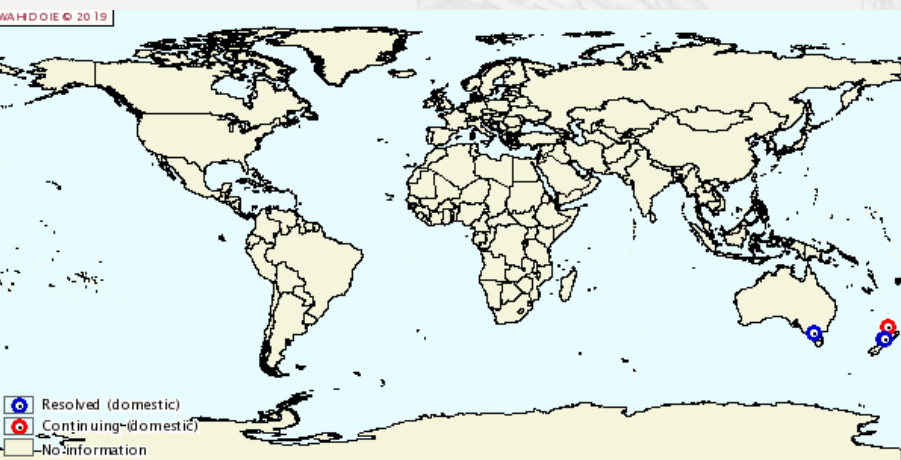 WAHID OIE © 2019
Resolved (domestic)
Continuing (domestic)
No information